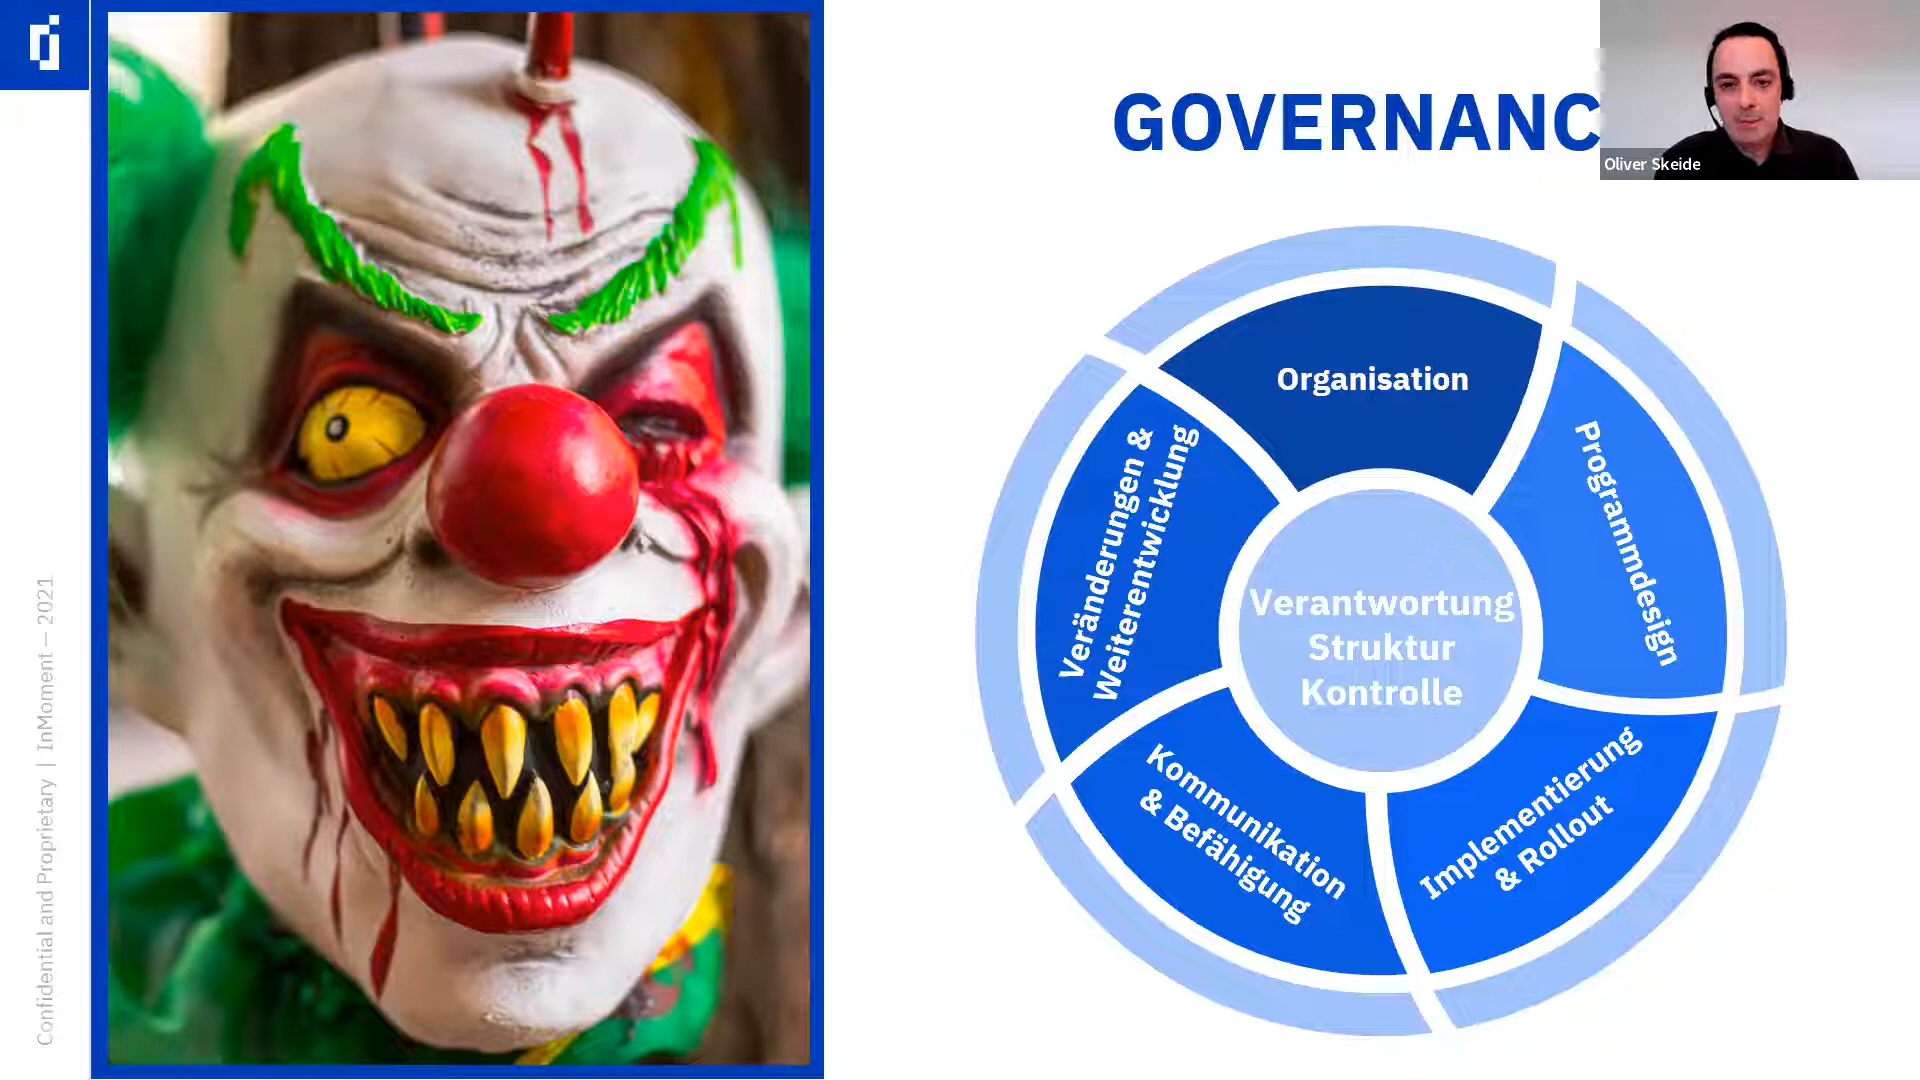 GOVERNANC
Oliver Skeide
Organisation
Programmdesign
Implementierung
& Rollout
Kommunikation
& Befähigung
Veränderungen &
Weiterentwicklung
Verantwortung
Struktur
Kontrolle
Confidential and Proprietary | InMoment – 2021